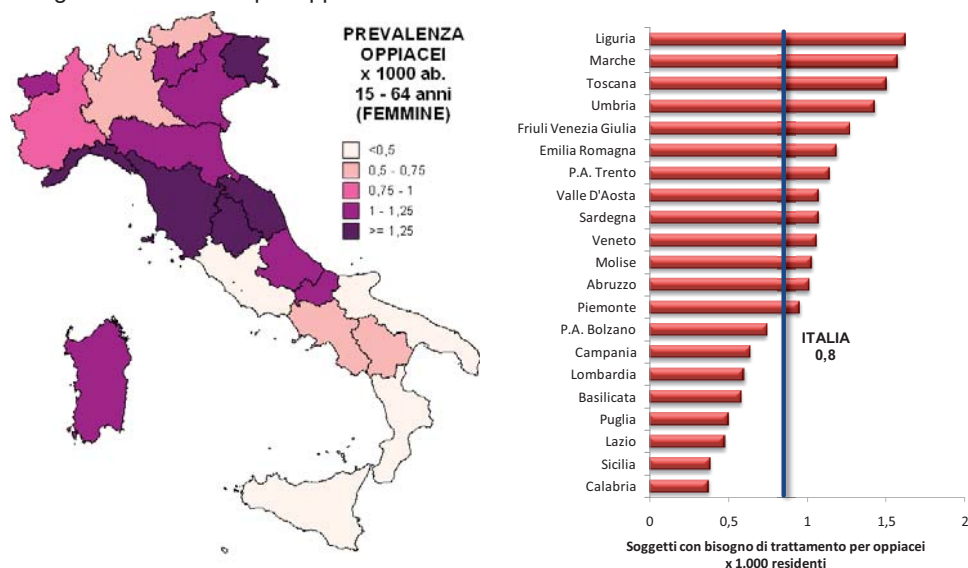 PREVALENZA
OPPIACEI
x 1000 ab.
15 - 64 anni
(FEMMINE)
<0,5
0,5 - 0,75
0,75 - 1
1 - 1,25
>= 1,25
Liguria
Marche
Toscana
Umbria
Friuli Venezia Giulia
Emilia Romagna
P.A. Trento
Valle D'Aosta
Sardegna
Veneto
Molise
Abruzzo
Piemonte
P.A. Bolzano
Campania
Lombardia
Basilicata
Puglia
Lazio
Sicilia
Calabria
ITALIA
0,8
0 0,5 1 1,5 2
Soggetti con bisogno di trattamento per oppiacei
x 1.000 residenti